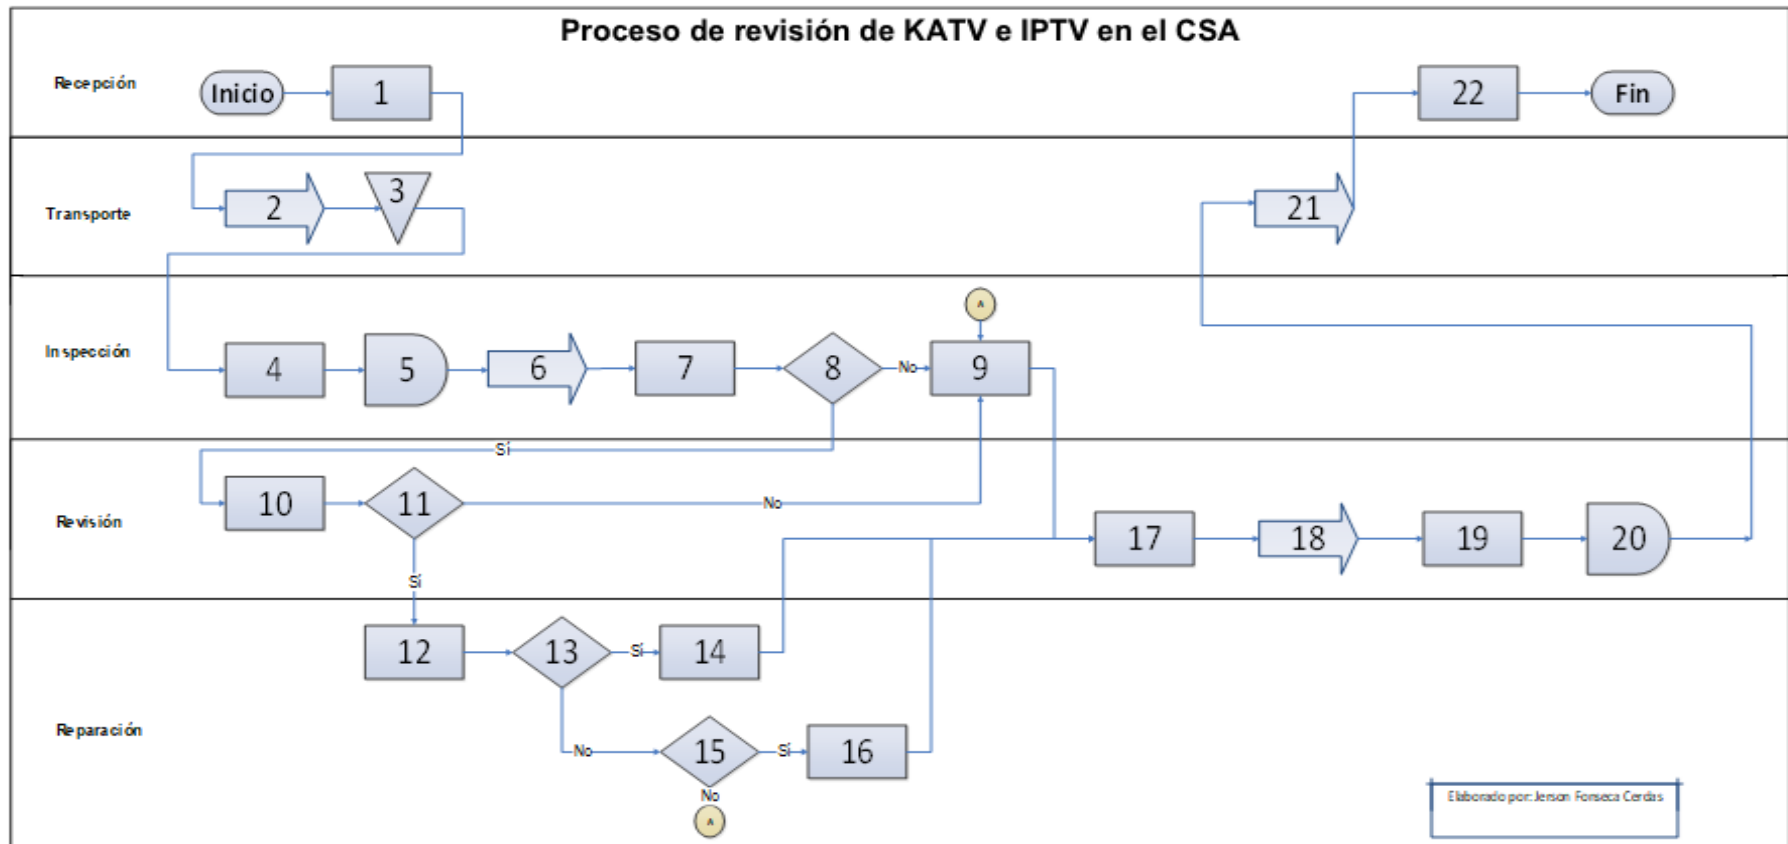 Proceso de revisión de KATV e IPTV en el CSA
Recepción
Inicio
1
22
Fin
Transporte
2
3
21
Inspección
A
4
5
6
7
8
No
9
Sí
Revisión
10
11
No
17
18
19
20
Sí
Reparación
12
13
Sí
14
No
15
Sí
16
No
A
Elaborado por: Jerson Fonseca Cerdas